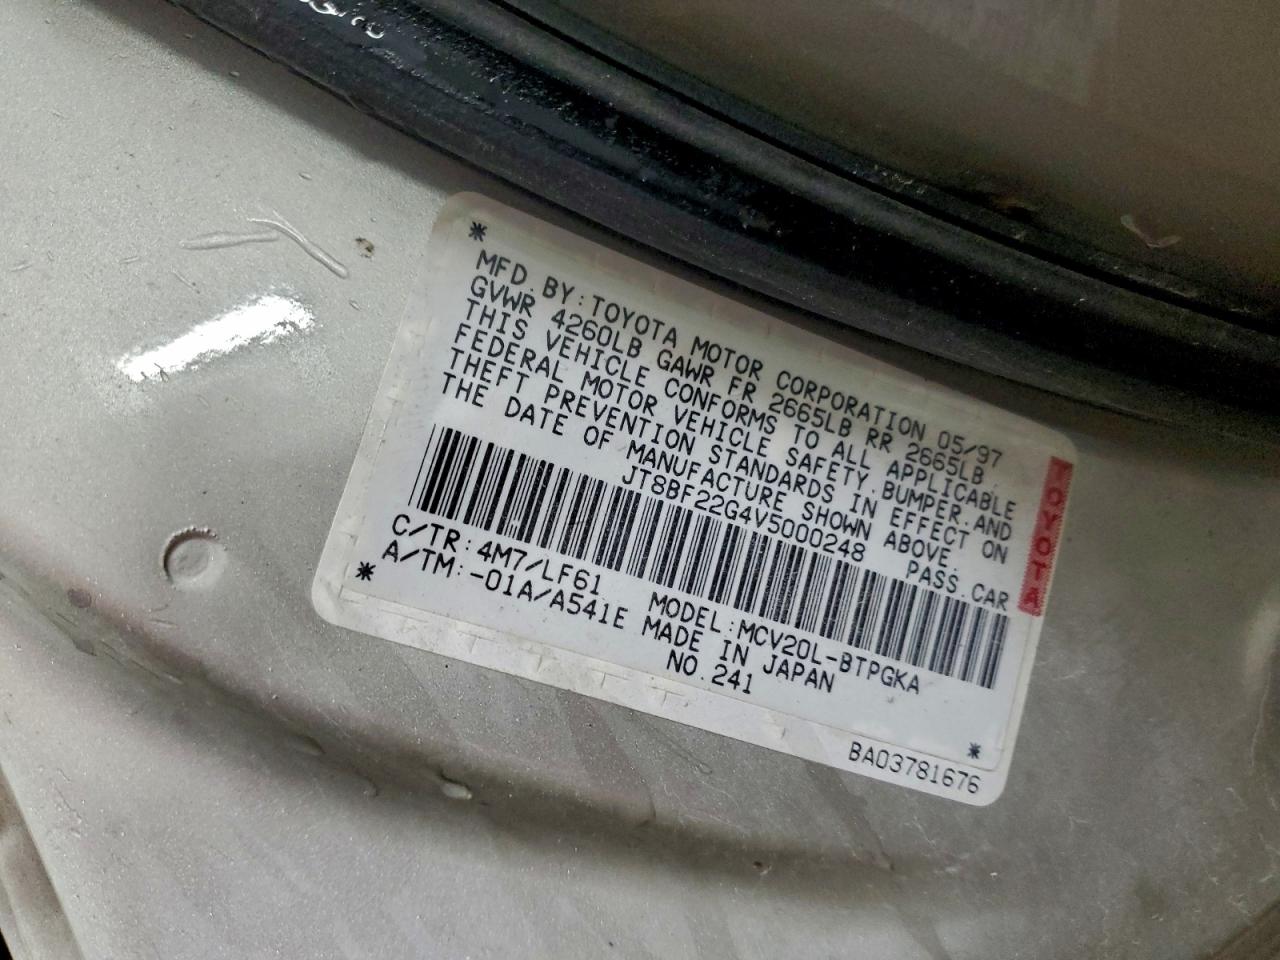 *
MFD. BY: TOYOTA MOTOR CORPORATION 05/97
GVWR 4260LB GAWR FR 2665LB RR 2665LB
THIS VEHICLE CONFORMS TO ALL APPLICABLE
FEDERAL MOTOR VEHICLE SAFETY, BUMPER, AND
THEFT PREVENTION STANDARDS IN EFFECT ON
THE DATE OF MANUFACTURE SHOWN ABOVE.
JT8BF22G4V5000248 PASS. CAR
C/TR: 4M7/LF61 MODEL: MCV20L-BTPGKA
A/TM: -01A/A541E MADE IN JAPAN
* NO. 241 *
BA03781676
TOYOTA